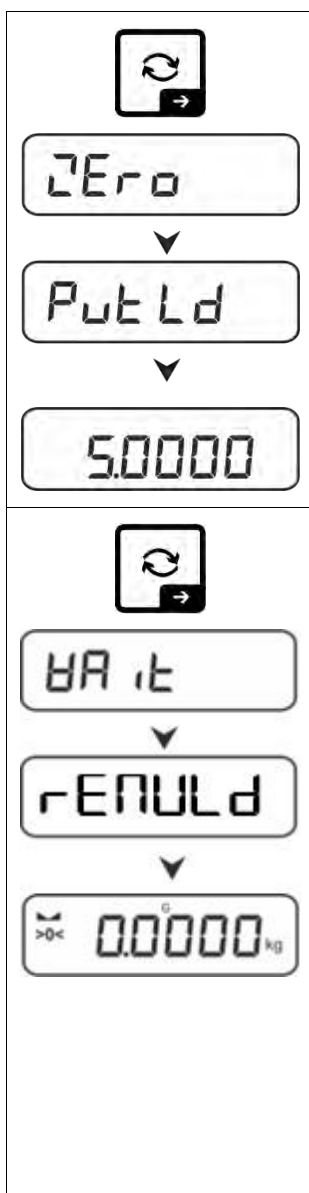 ZEro
PutLd
5.0000
WAit
rEMULd
G
>0< 0.0000 kg